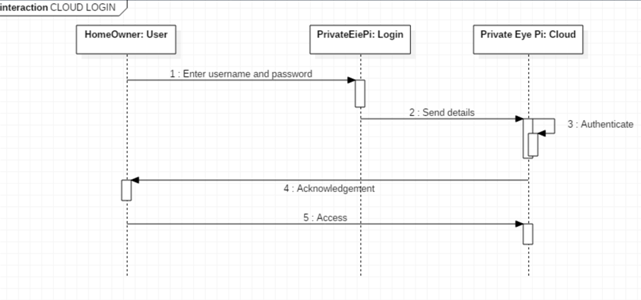 interaction CLOUD LOGIN
HomeOwner: User
PrivateEiePi: Login
Private Eye Pi: Cloud
1 : Enter username and password
2 : Send details
3 : Authenticate
4 : Acknowledgement
5 : Access